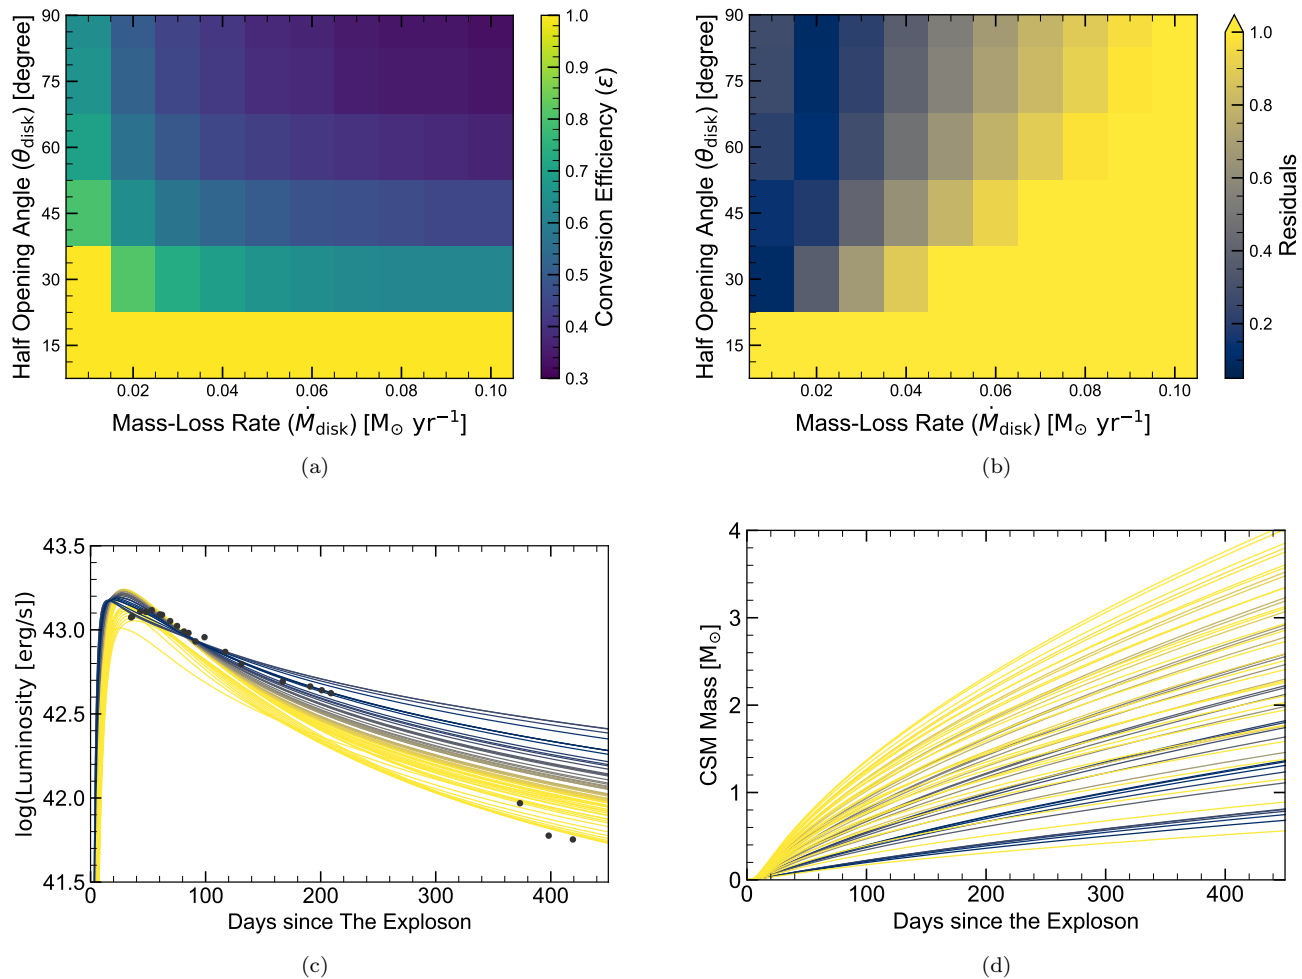 90
75
60
45
30
15
Half Opening Angle (θdisk) [degree]
0.02 0.04 0.06 0.08 0.10
Mass-Loss Rate (Ṁdisk) [M⊙ yr−1]
1.0
0.9
0.8
0.7
0.6
0.5
0.4
0.3
Conversion Efficiency (ε)
(a)
90
75
60
45
30
15
Half Opening Angle (θdisk) [degree]
0.02 0.04 0.06 0.08 0.10
Mass-Loss Rate (Ṁdisk) [M⊙ yr−1]
1.0
0.8
0.6
0.4
0.2
Residuals
(b)
43.5
43.0
42.5
42.0
41.5
log(Luminosity [erg/s])
0 100 200 300 400
Days since The Exploson
(c)
4
3
2
1
0
CSM Mass [M⊙]
0 100 200 300 400
Days since the Exploson
(d)